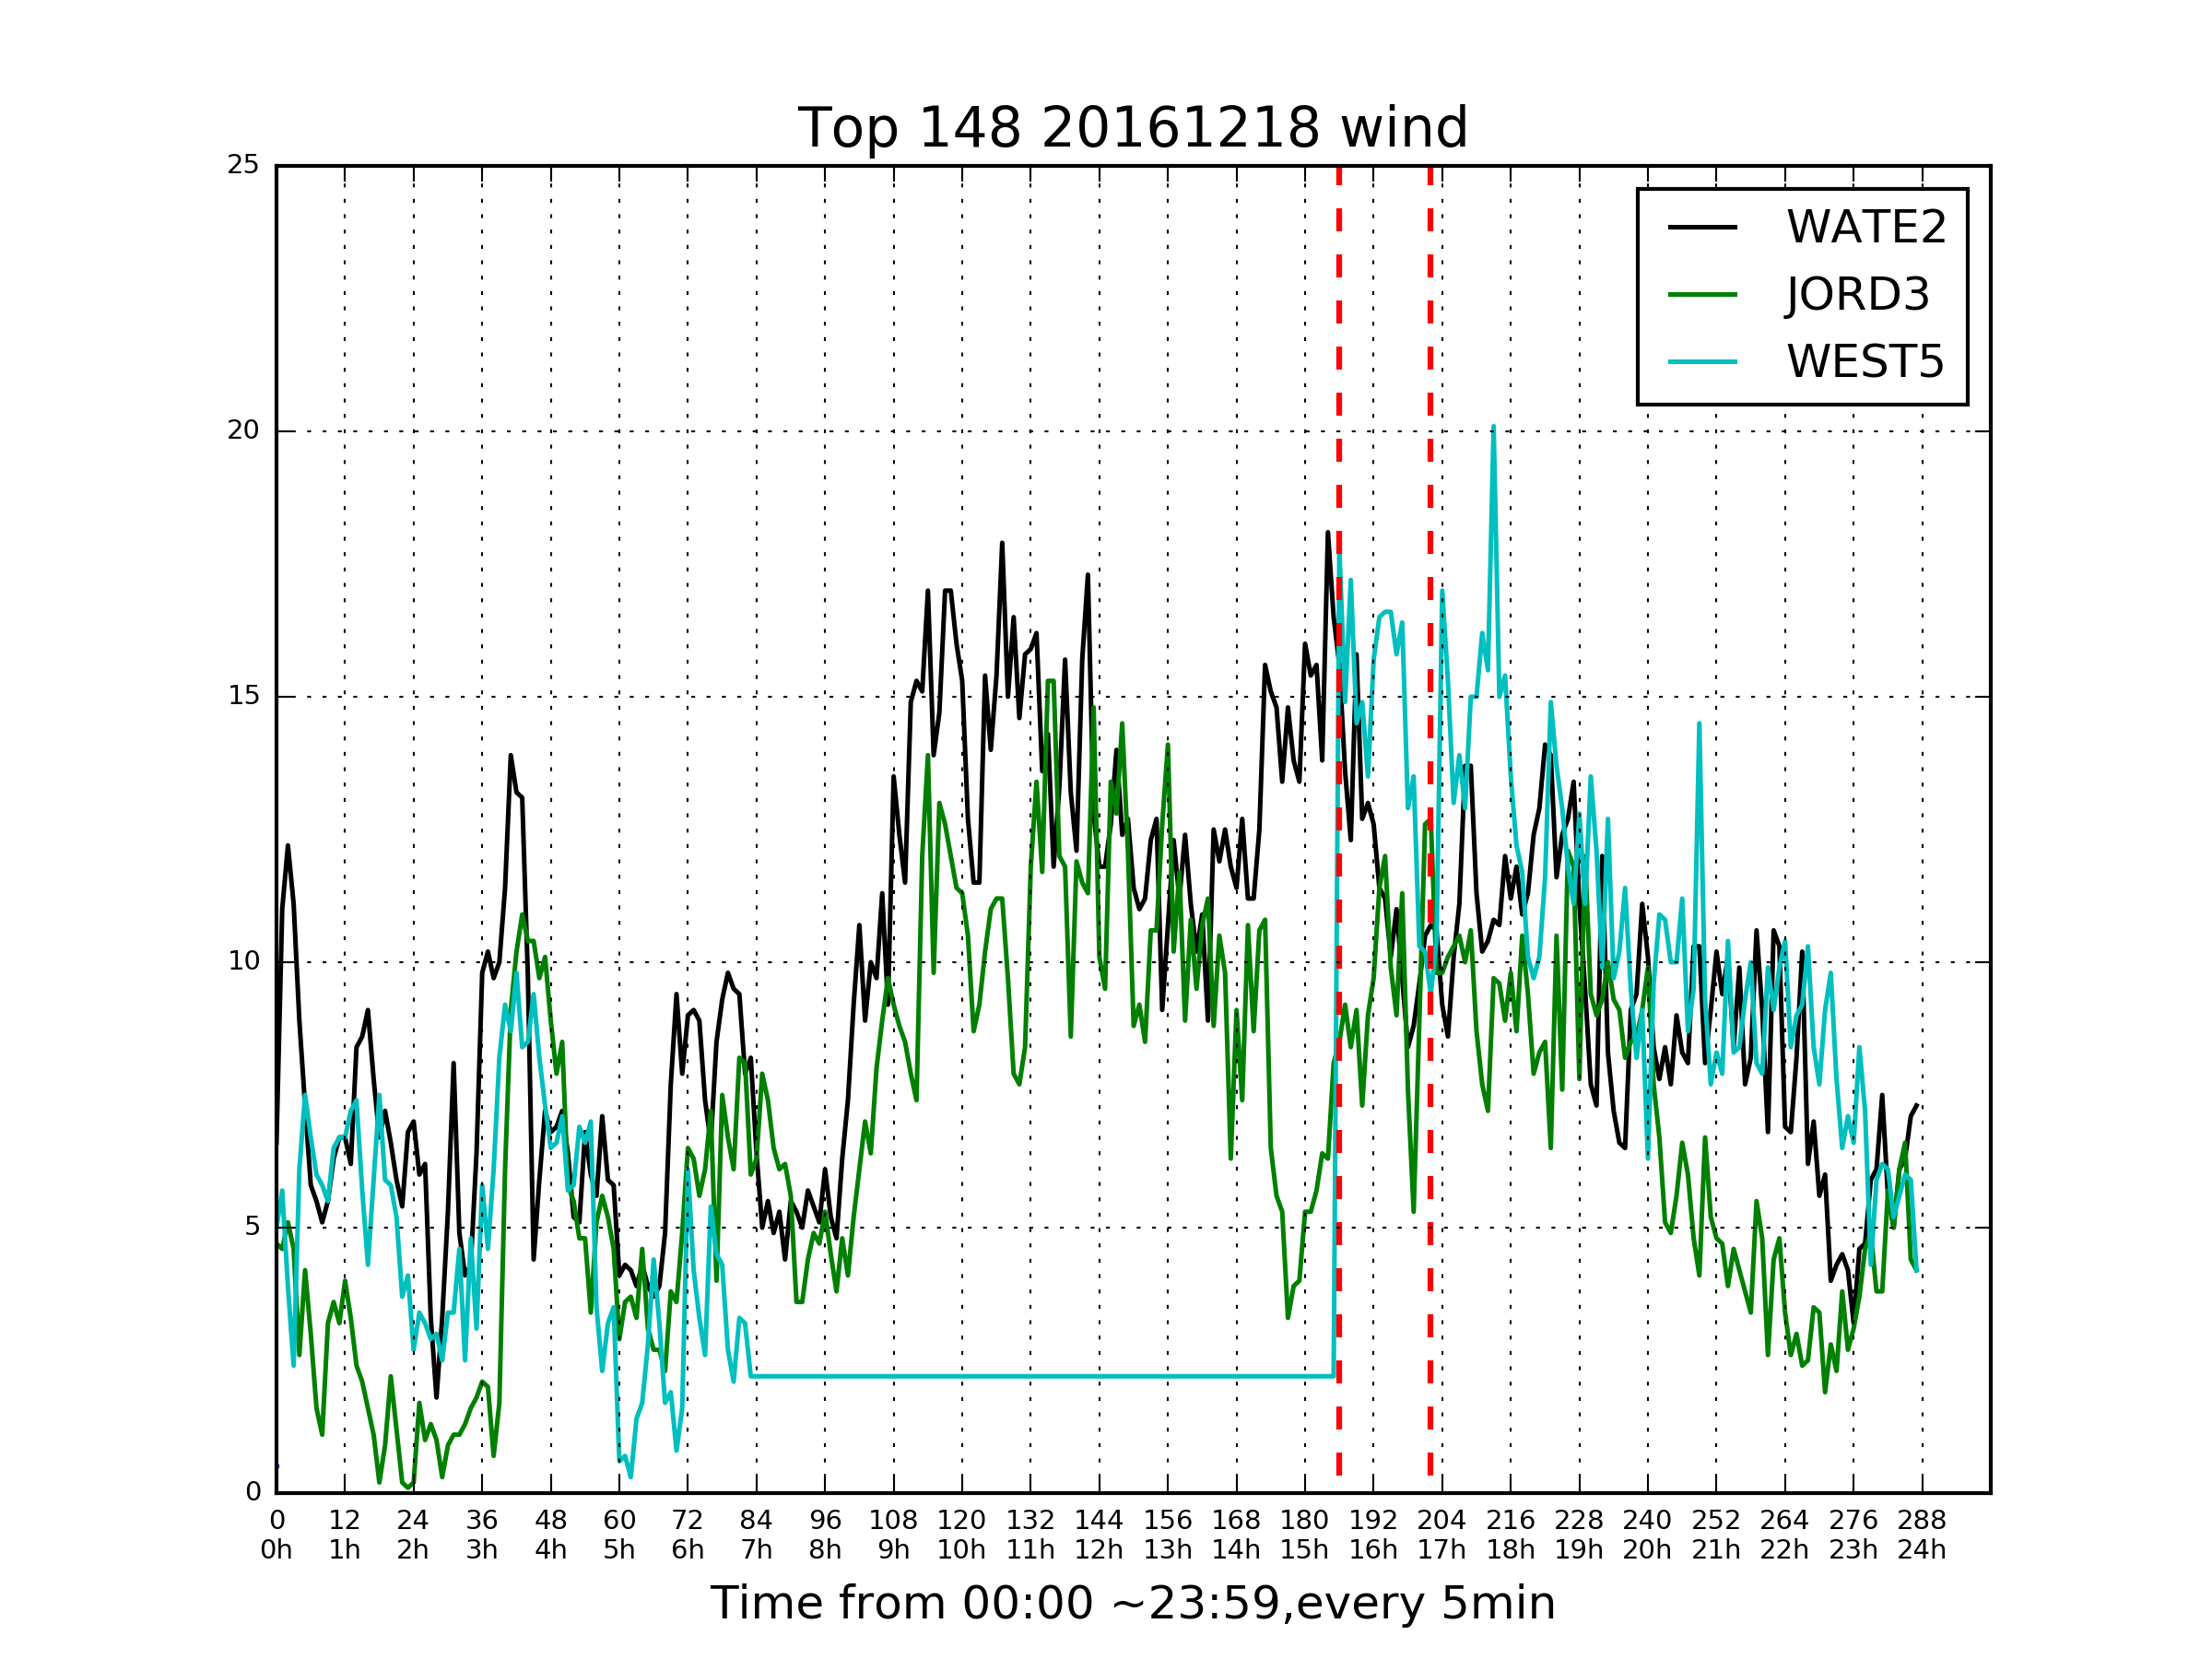 Top 148 20161218 wind
25
20
15
10
5
0
WATE2
JORD3
WEST5
0 12 24 36 48 60 72 84 96 108 120 132 144 156 168 180 192 204 216 228 240 252 264 276 288
0h 1h 2h 3h 4h 5h 6h 7h 8h 9h 10h 11h 12h 13h 14h 15h 16h 17h 18h 19h 20h 21h 22h 23h 24h
Time from 00:00 ~23:59,every 5min